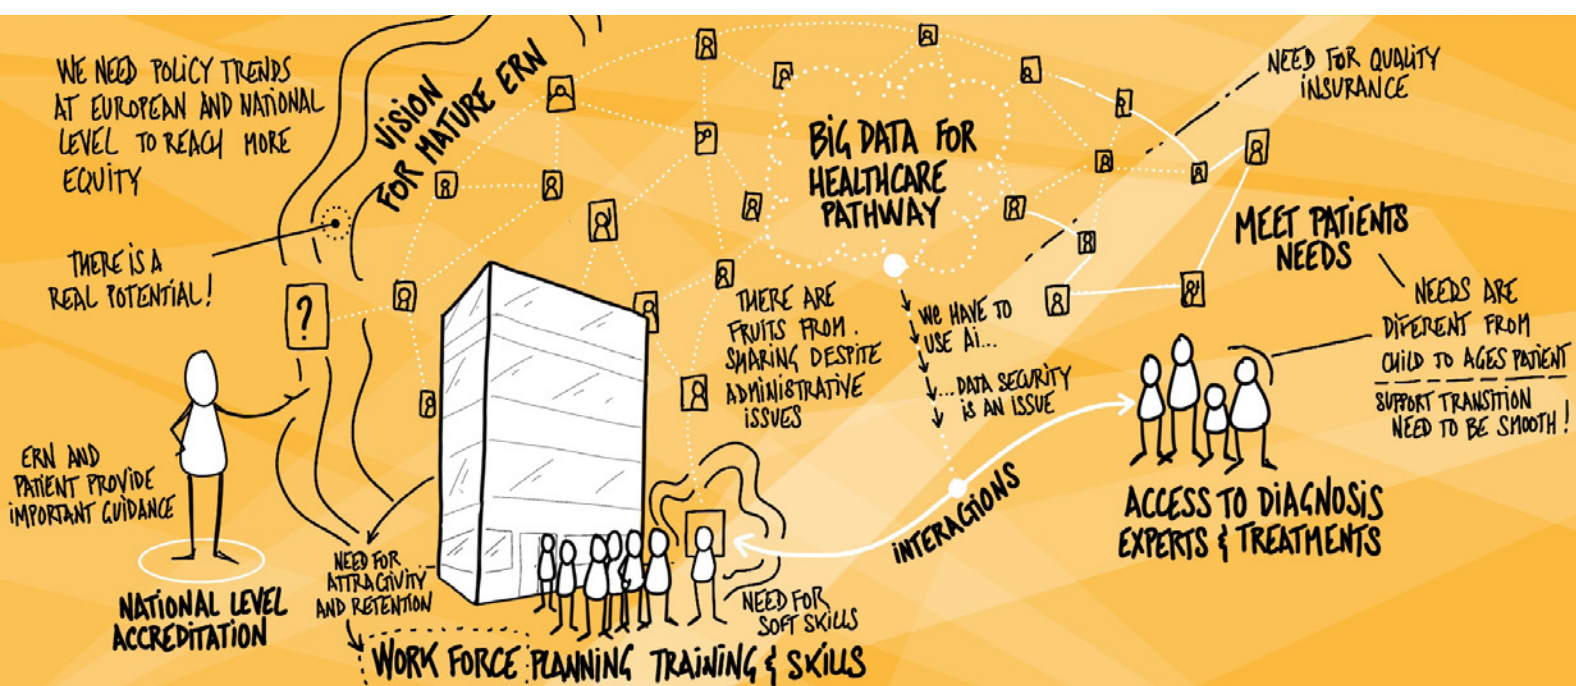 WE NEED POLICY TRENDS
AT EUROPEAN AND NATIONAL
LEVEL TO REACH MORE
EQUITY
THERE IS A
REAL POTENTIAL!
VISION
FOR MATURE ERN
?
ERN AND
PATIENT PROVIDE
IMPORTANT GUIDANCE
NATIONAL LEVEL
ACCREDITATION
NEED FOR
ATTRACTIVITY
AND RETENTION
WORK FORCE PLANNING TRAINING & SKILLS
NEED FOR
SOFT SKILLS
THERE ARE
FRUITS FROM
SHARING DESPITE
ADMINISTRATIVE
ISSUES
BIG DATA FOR
HEALTHCARE
PATHWAY
WE HAVE TO
USE AI...
...DATA SECURITY
IS AN ISSUE
INTERACTIONS
NEED FOR QUALITY
INSURANCE
MEET PATIENTS
NEEDS
NEEDS ARE
DIFERENT FROM
CHILD TO AGES PATIENT
SUPPORT TRANSITION
NEED TO BE SMOOTH!
ACCESS TO DIAGNOSIS
EXPERTS & TREATMENTS